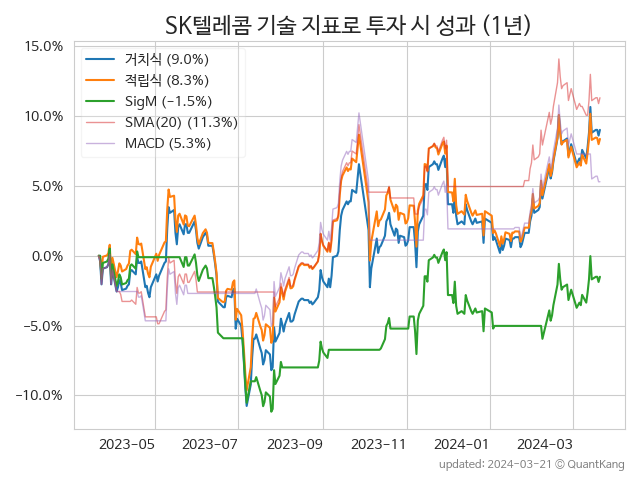 SK텔레콤 기술 지표로 투자 시 성과 (1년)
15.0%
10.0%
5.0%
0.0%
−5.0%
−10.0%
거치식 (9.0%)
적립식 (8.3%)
SigM (−1.5%)
SMA(20) (11.3%)
MACD (5.3%)
2023-05
2023-07
2023-09
2023-11
2024-01
2024-03
updated: 2024-03-21 © QuantKang